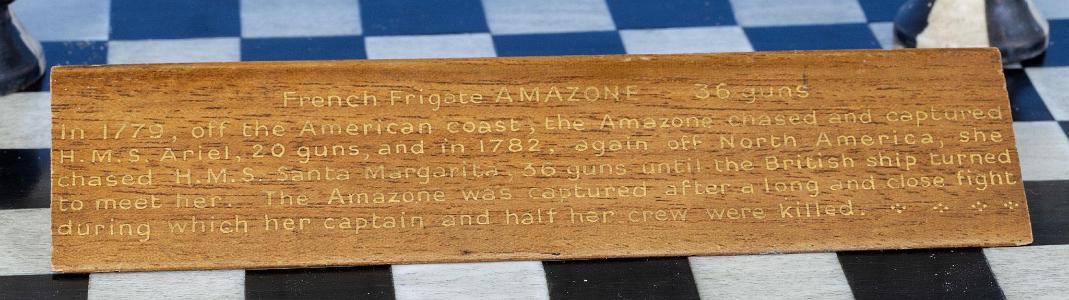 French Frigate AMAZONE 36 guns
In 1779, off the American coast, the Amazone chased and captured
H.M.S. Ariel, 20 guns, and in 1782, again off North America, she
chased H.M.S. Santa Margarita, 36 guns until the British ship turned
to meet her. The Amazone was captured after a long and close fight
during which her captain and half her crew were killed.